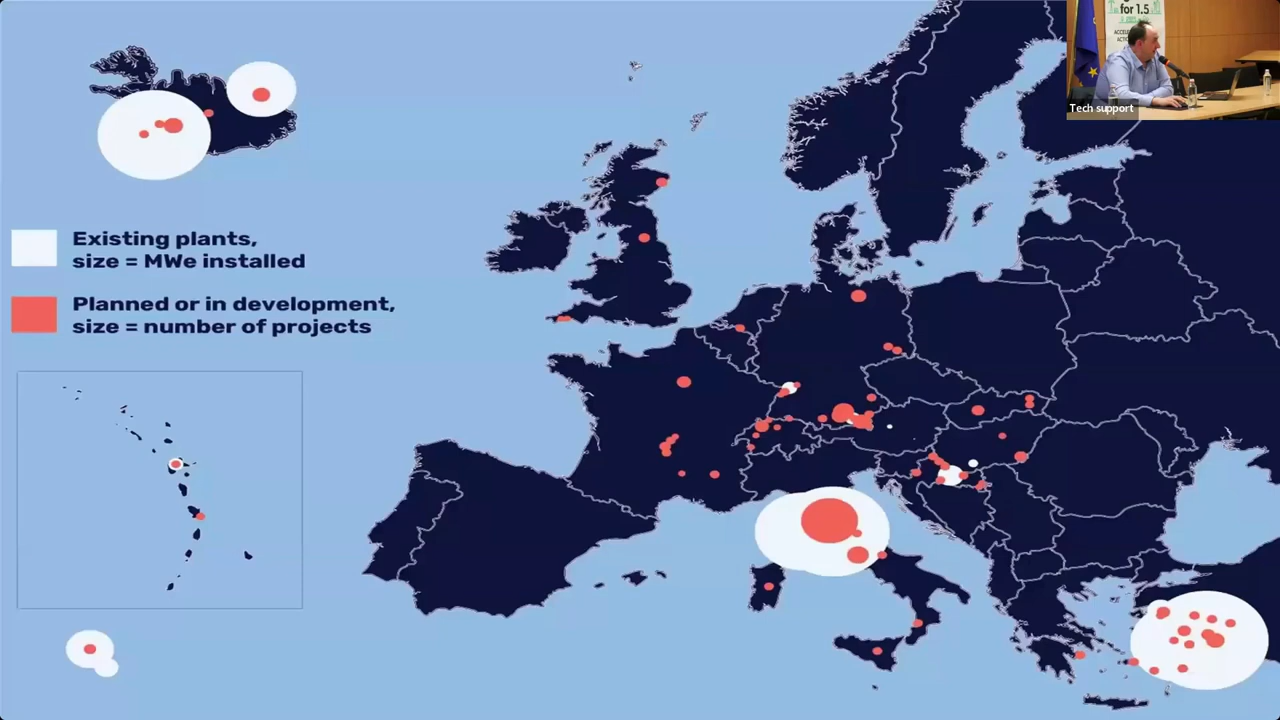 for 1.5
Tech support
Existing plants,
size = MWe installed
Planned or in development,
size = number of projects